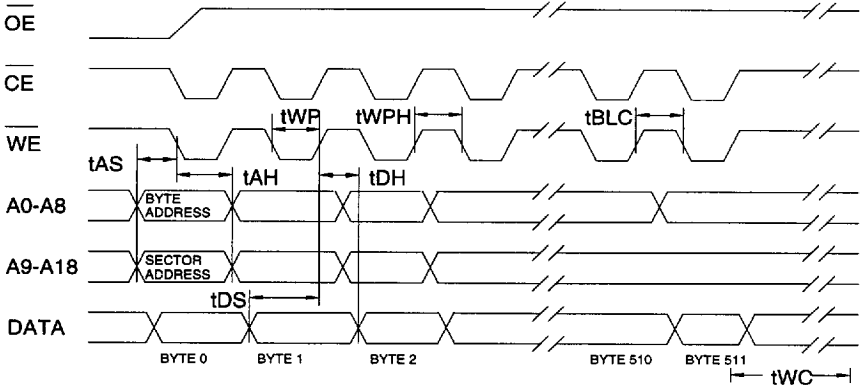 OE
CE
tWP
tWPH
tBLC
WE
tAS
tAH
tDH
A0-A8
BYTE
ADDRESS
A9-A18
SECTOR
ADDRESS
tDS
DATA
BYTE 0
BYTE 1
BYTE 2
BYTE 510
BYTE 511
tWC